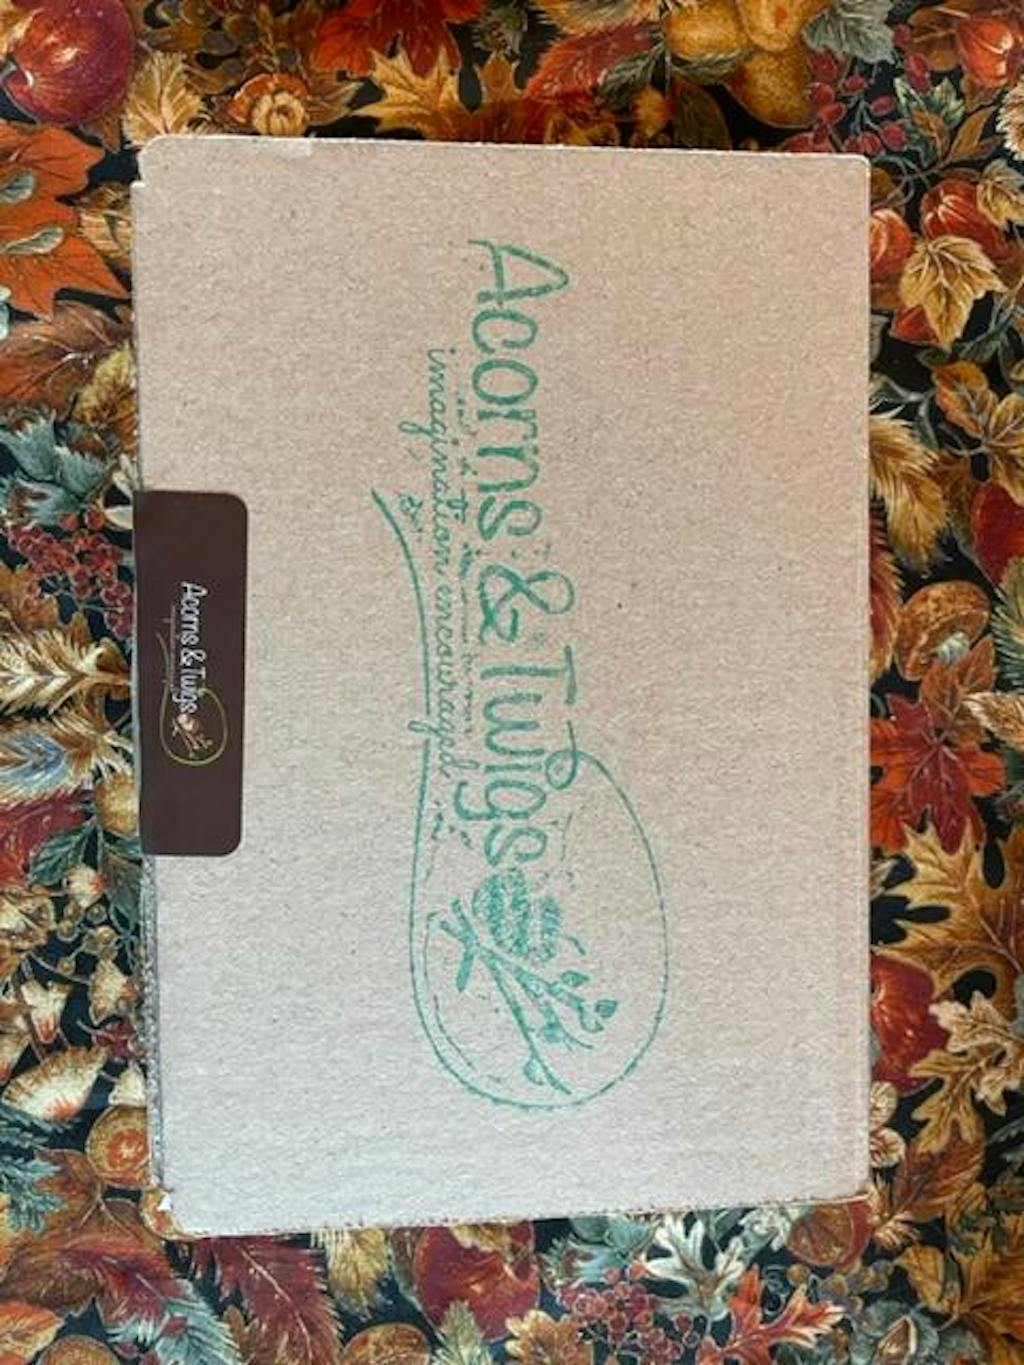 Acorns & Twigs
imagination encouraged
Acorns & Twigs